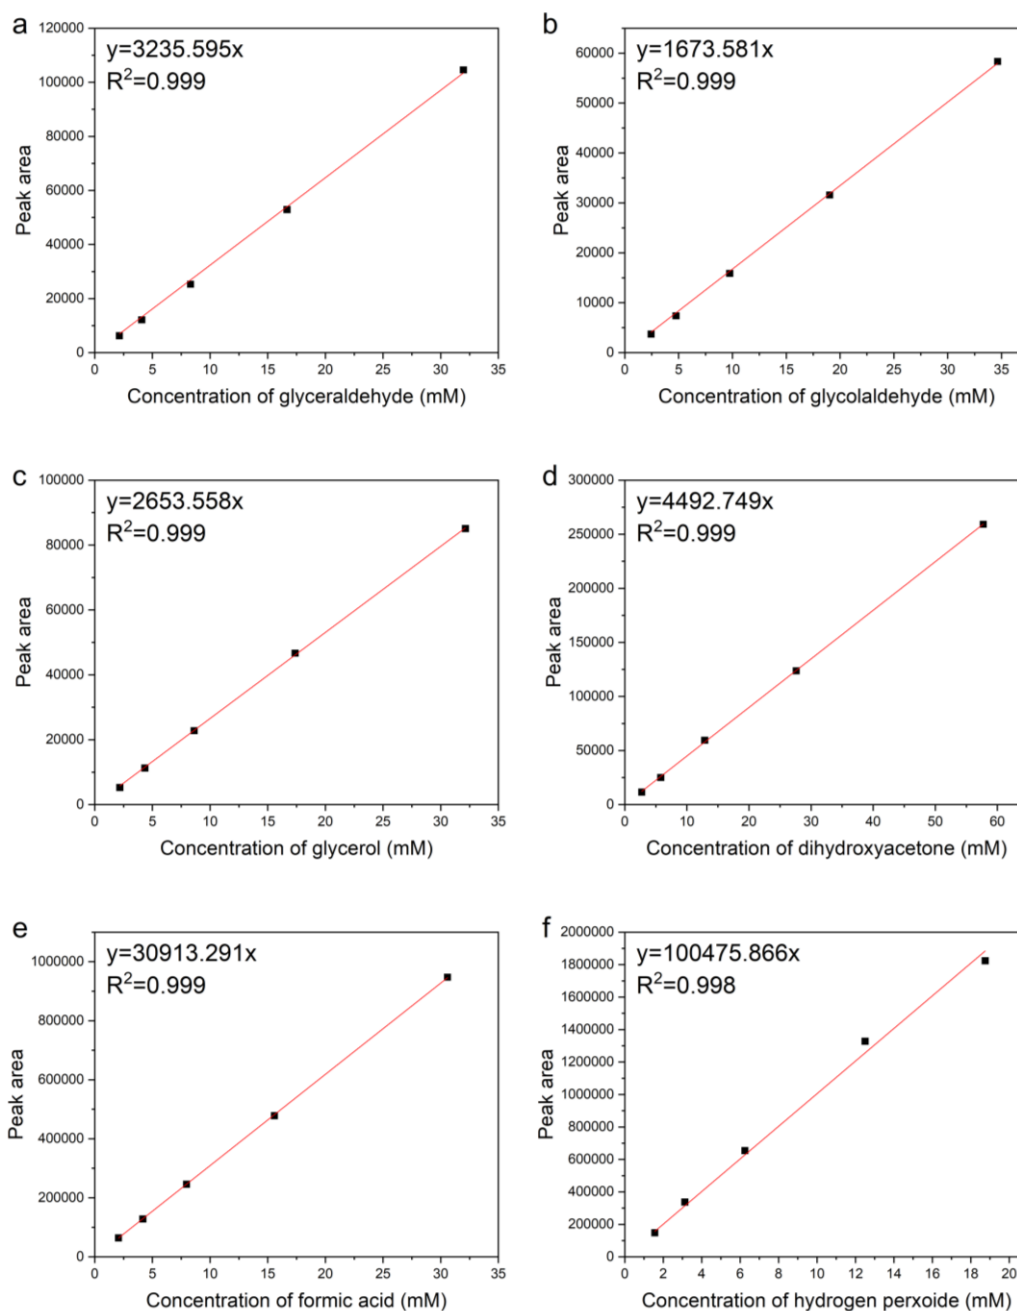 a
y=3235.595x
R²=0.999
120000
100000
80000
60000
40000
20000
0
Peak area
0 5 10 15 20 25 30 35
Concentration of glyceraldehyde (mM)
b
y=1673.581x
R²=0.999
60000
50000
40000
30000
20000
10000
0
Peak area
0 5 10 15 20 25 30 35
Concentration of glycolaldehyde (mM)
c
y=2653.558x
R²=0.999
100000
80000
60000
40000
20000
0
Peak area
0 5 10 15 20 25 30 35
Concentration of glycerol (mM)
d
y=4492.749x
R²=0.999
300000
250000
200000
150000
100000
50000
0
Peak area
0 10 20 30 40 50 60
Concentration of dihydroxyacetone (mM)
e
y=30913.291x
R²=0.999
1000000
800000
600000
400000
200000
0
Peak area
0 5 10 15 20 25 30 35
Concentration of formic acid (mM)
f
y=100475.866x
R²=0.998
2000000
1800000
1600000
1400000
1200000
1000000
800000
600000
400000
200000
0
Peak area
0 2 4 6 8 10 12 14 16 18 20
Concentration of hydrogen perxoide (mM)